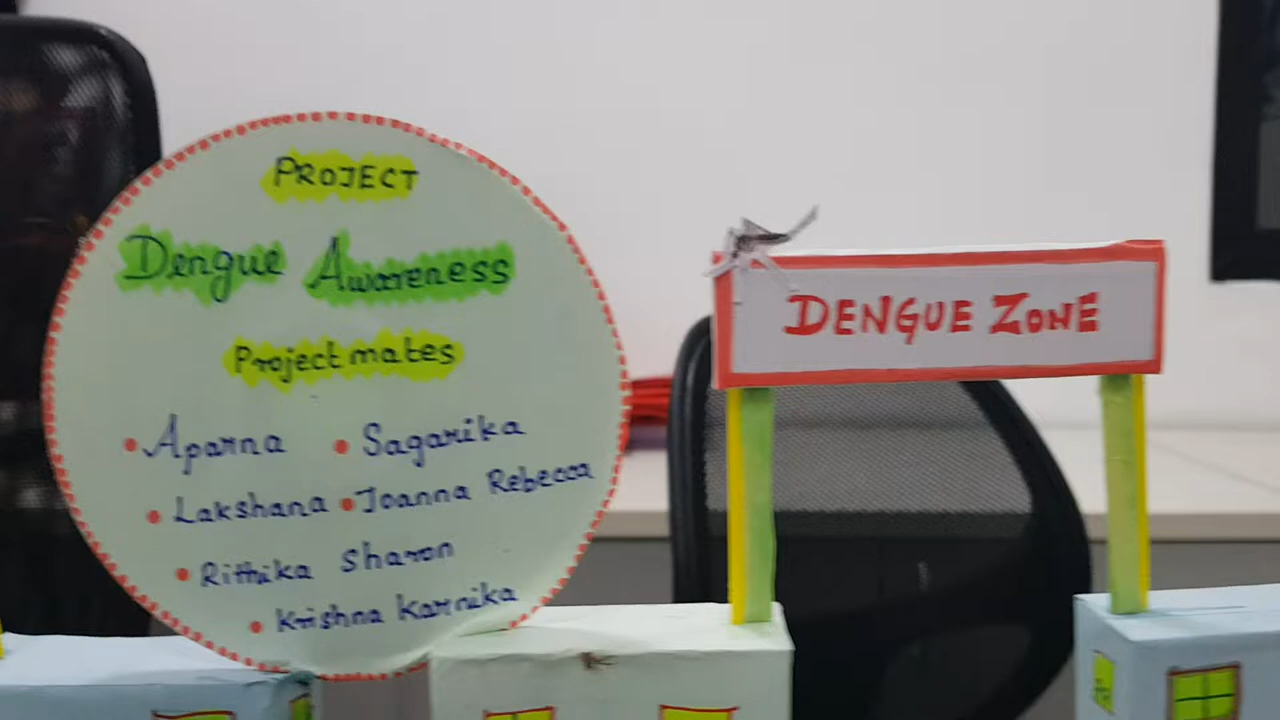 PROJECT
Dengue Awareness
Project mates
• Aparna • Sagarika
• Lakshana • Joanna Rebecca
• Rithika Sharon
• Krishna Karnika
DENGUE ZONE